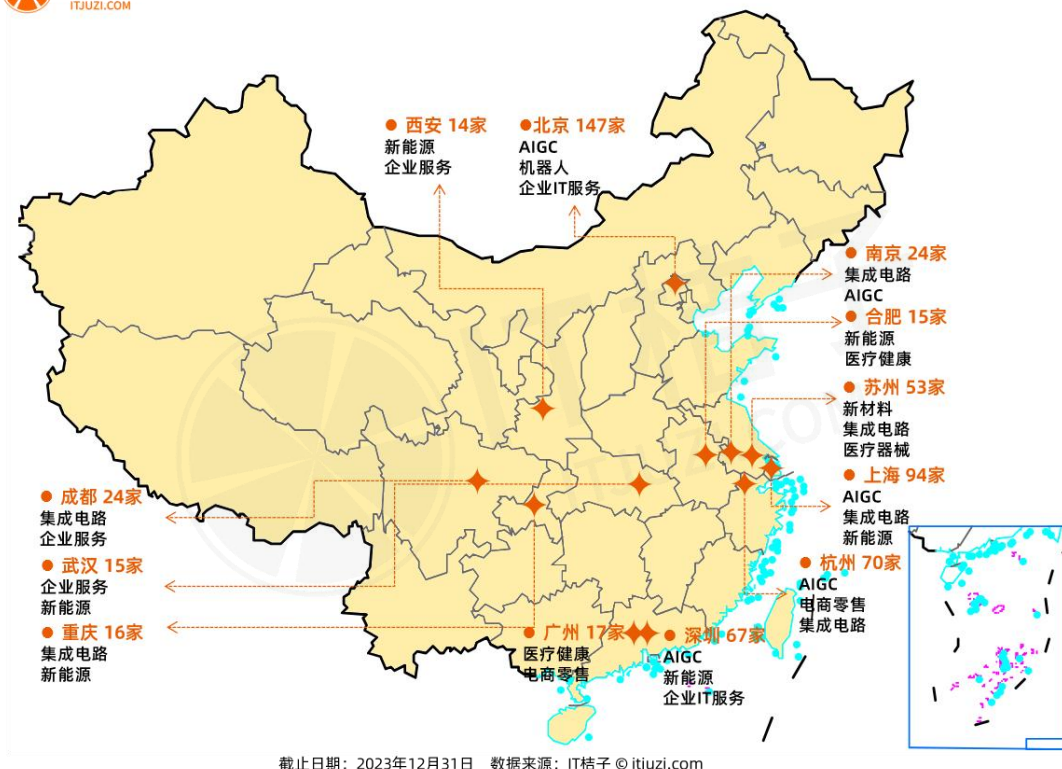 ITJUZI.COM
● 西安 14家
新能源
企业服务
●北京 147家
AIGC
机器人
企业IT服务
● 南京 24家
集成电路
AIGC
● 合肥 15家
新能源
医疗健康
● 苏州 53家
新材料
集成电路
医疗器械
● 上海 94家
AIGC
集成电路
新能源
● 杭州 70家
AIGC
电商零售
集成电路
● 成都 24家
集成电路
企业服务
● 武汉 15家
企业服务
新能源
● 重庆 16家
集成电路
新能源
● 广州 17家
医疗健康
电商零售
● 深圳 67家
AIGC
新能源
企业IT服务
IT桔子
ITJUZI.COM
截止日期：2023年12月31日 数据来源：IT桔子 © itjuzi.com